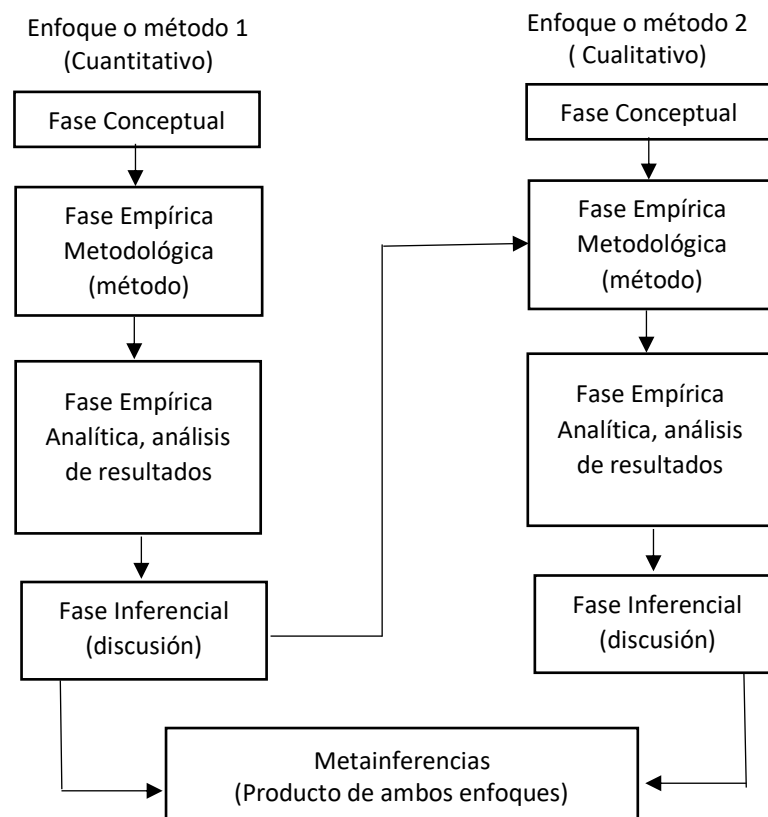 Enfoque o método 1
(Cuantitativo)
Fase Conceptual
Fase Empírica
Metodológica
(método)
Fase Empírica
Analítica, análisis
de resultados
Fase Inferencial
(discusión)
Enfoque o método 2
( Cualitativo)
Fase Conceptual
Fase Empírica
Metodológica
(método)
Fase Empírica
Analítica, análisis
de resultados
Fase Inferencial
(discusión)
Metainferencias
(Producto de ambos enfoques)